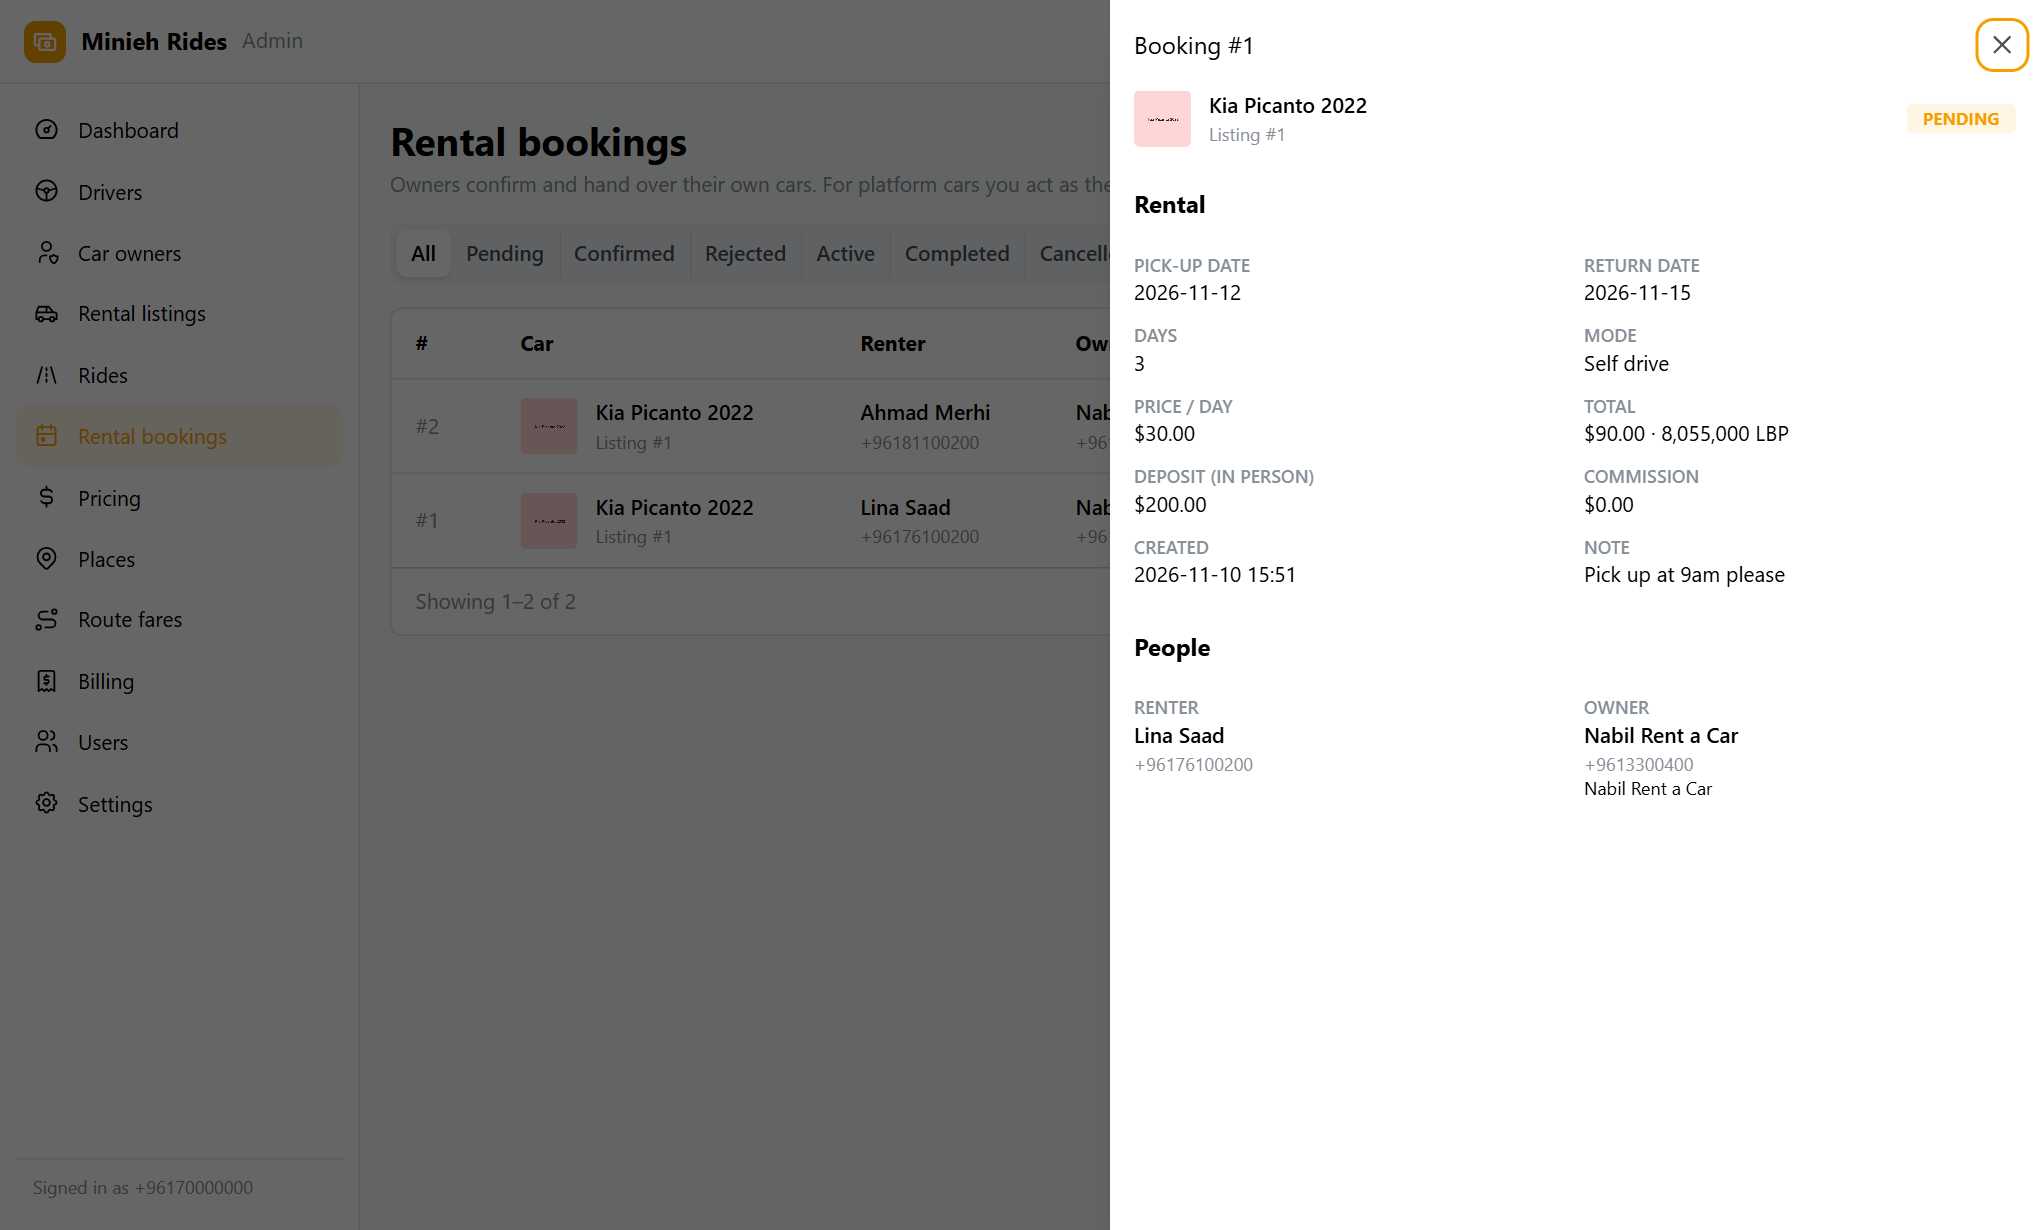 Minieh Rides Admin
Dashboard
Drivers
Car owners
Rental listings
Rides
Rental bookings
Pricing
Places
Route fares
Billing
Users
Settings
Signed in as +96170000000
Rental bookings
Owners confirm and hand over their own cars. For platform cars you act as the
All Pending Confirmed Rejected Active Completed Cancelle
# Car Renter Ow
#2 Kia Picanto 2022 Ahmad Merhi Nab
Listing #1 +96181100200 +96
#1 Kia Picanto 2022 Lina Saad Nab
Listing #1 +96176100200 +96
Showing 1–2 of 2
Booking #1
Kia Picanto 2022
Listing #1
PENDING
Rental
PICK-UP DATE RETURN DATE
2026-11-12 2026-11-15
DAYS MODE
3 Self drive
PRICE / DAY TOTAL
$30.00 $90.00 · 8,055,000 LBP
DEPOSIT (IN PERSON) COMMISSION
$200.00 $0.00
CREATED NOTE
2026-11-10 15:51 Pick up at 9am please
People
RENTER OWNER
Lina Saad Nabil Rent a Car
+96176100200 +9613300400
Nabil Rent a Car